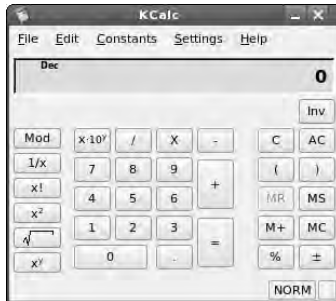 KCalc
File Edit Constants Settings Help
Dec
0
Inv
Mod x·10ʸ / X - C AC
1/x 7 8 9 + ( )
x! 4 5 6 MR MS
x² 1 2 3 = M+ MC
√
xʸ 0 . % ±
NORM